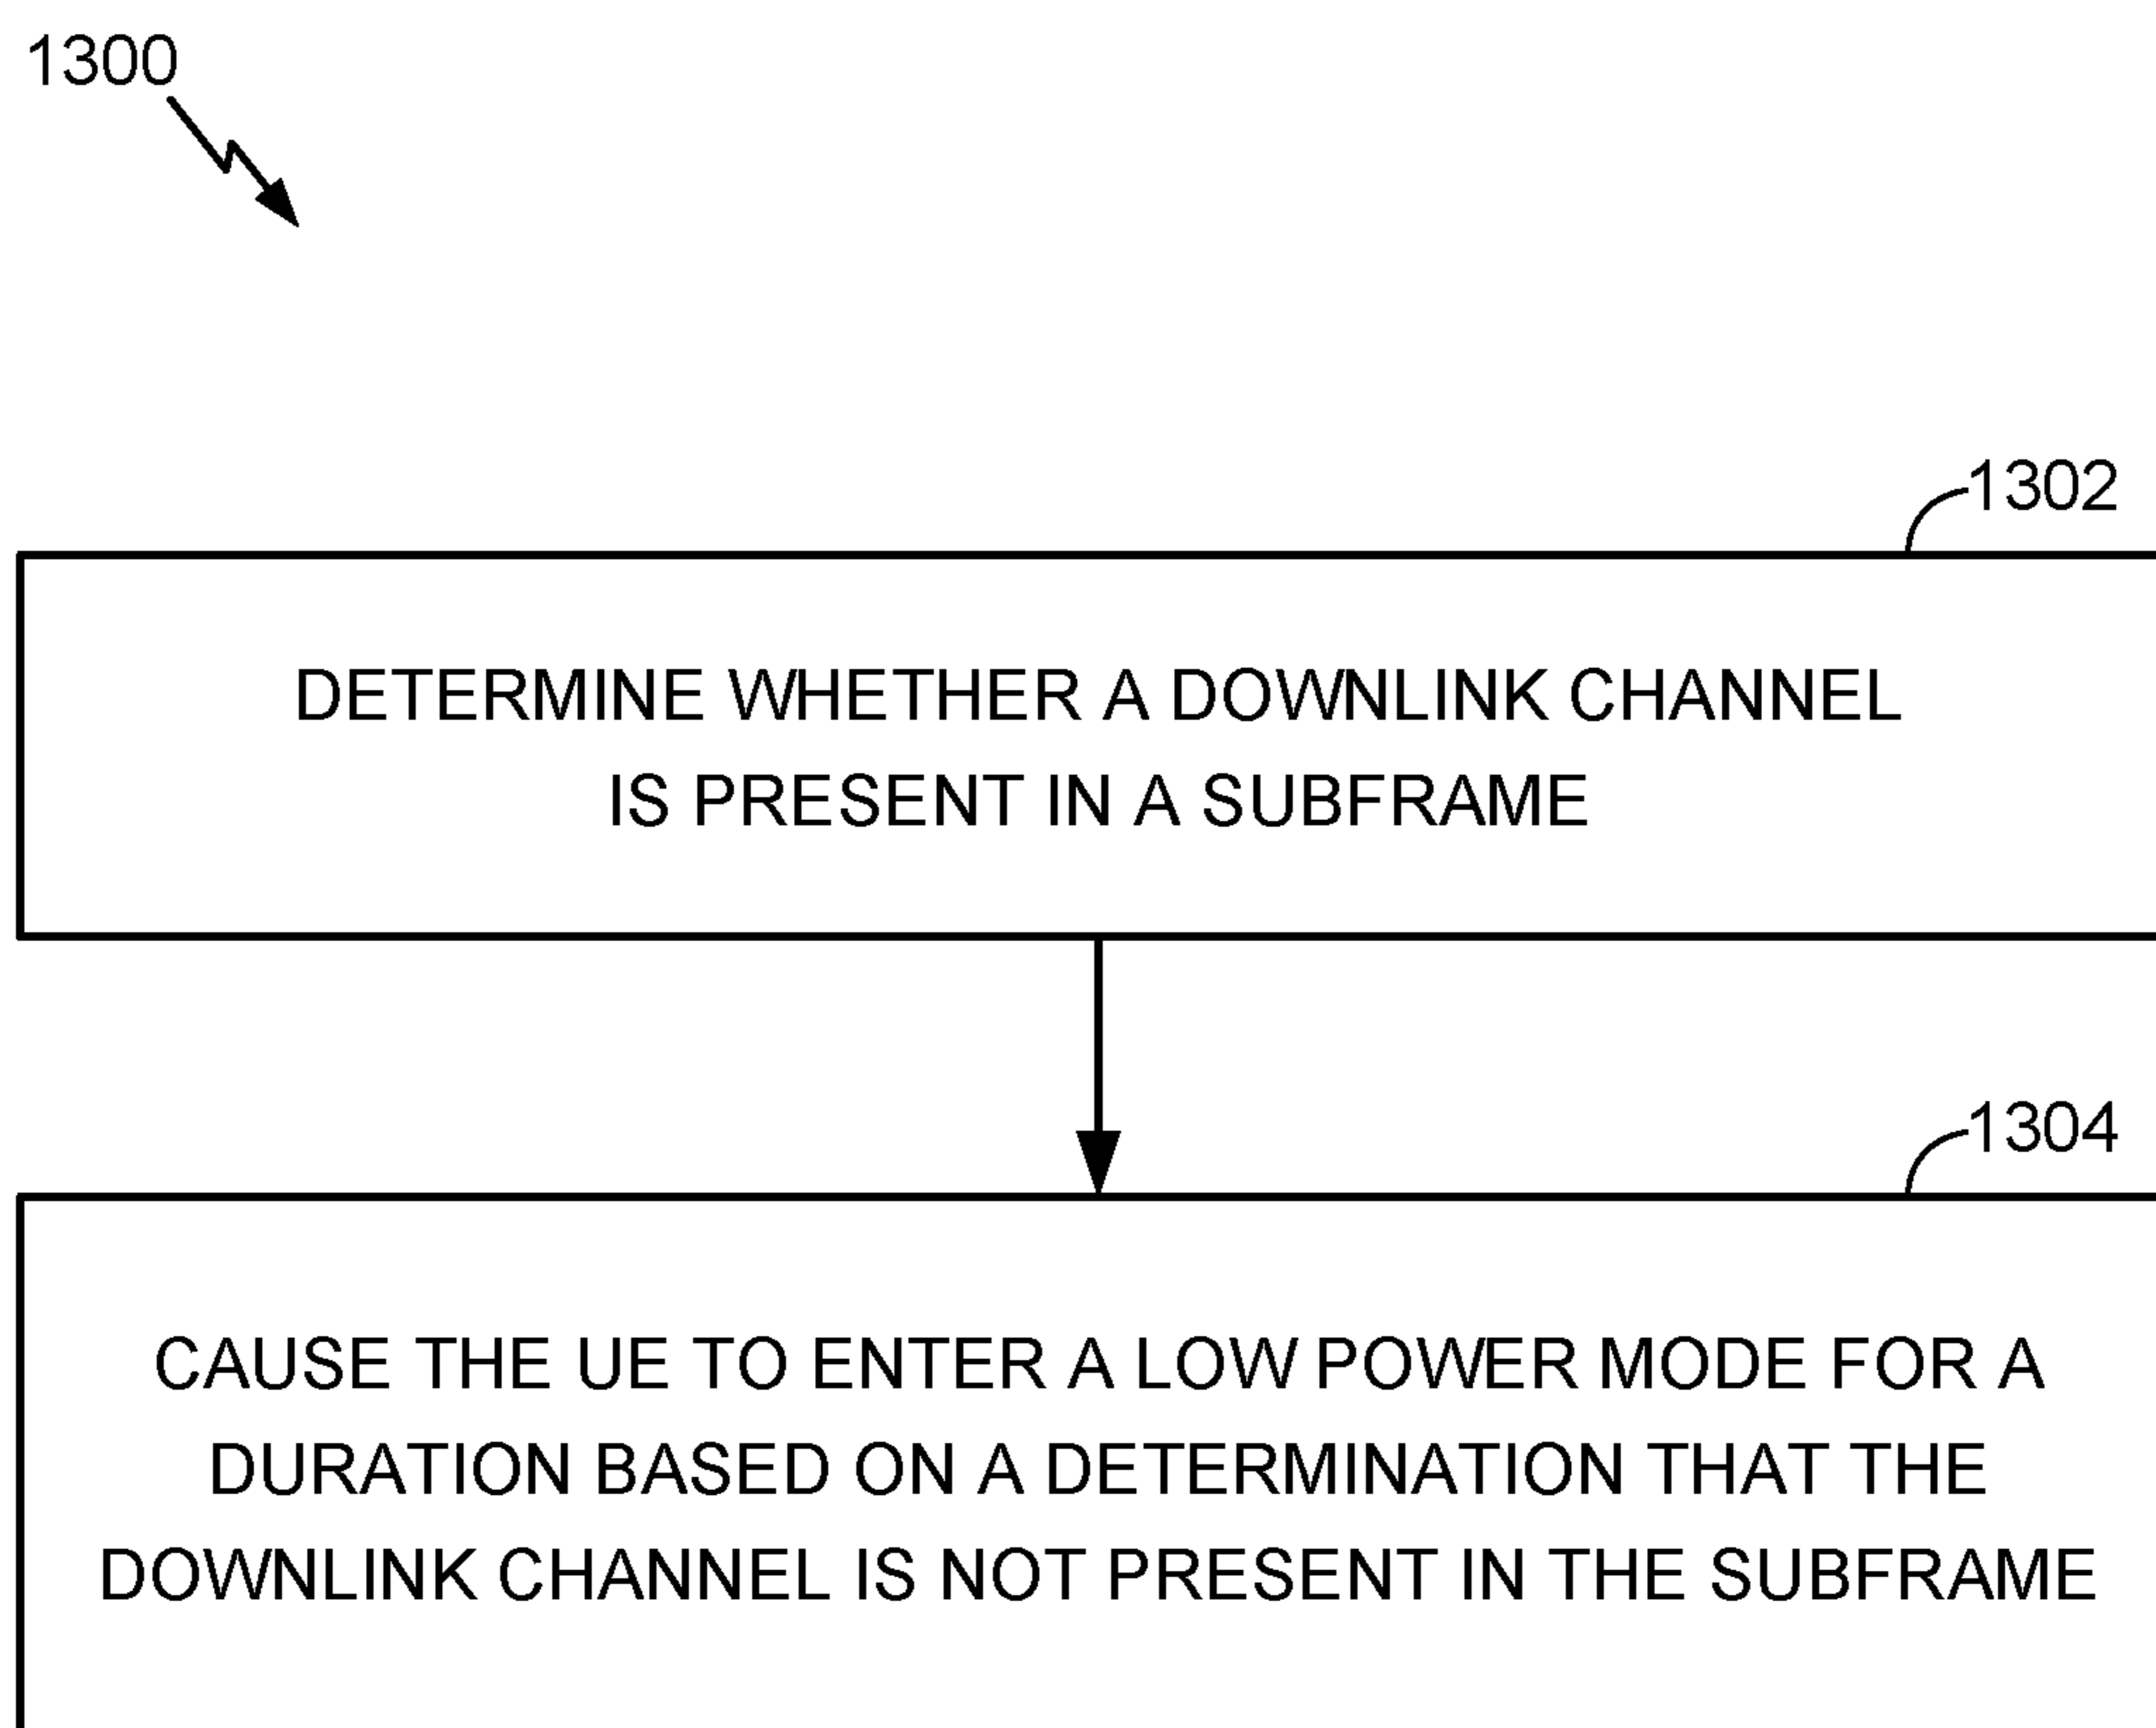 1300
1302
DETERMINE WHETHER A DOWNLINK CHANNEL
IS PRESENT IN A SUBFRAME
1304
CAUSE THE UE TO ENTER A LOW POWER MODE FOR A
DURATION BASED ON A DETERMINATION THAT THE
DOWNLINK CHANNEL IS NOT PRESENT IN THE SUBFRAME